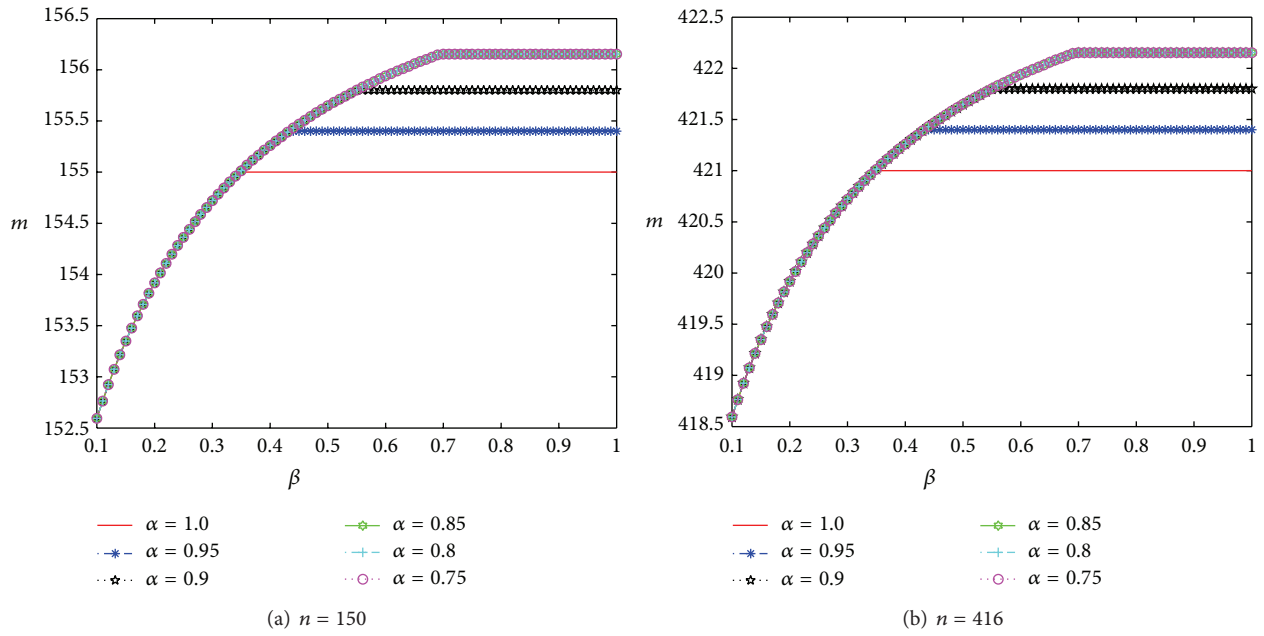 156.5
156
155.5
155
154.5
154
153.5
153
152.5
m
0.1 0.2 0.3 0.4 0.5 0.6 0.7 0.8 0.9 1
β
α = 1.0
α = 0.95
α = 0.9
α = 0.85
α = 0.8
α = 0.75
(a) n = 150
422.5
422
421.5
421
420.5
420
419.5
419
418.5
m
0.1 0.2 0.3 0.4 0.5 0.6 0.7 0.8 0.9 1
β
α = 1.0
α = 0.95
α = 0.9
α = 0.85
α = 0.8
α = 0.75
(b) n = 416